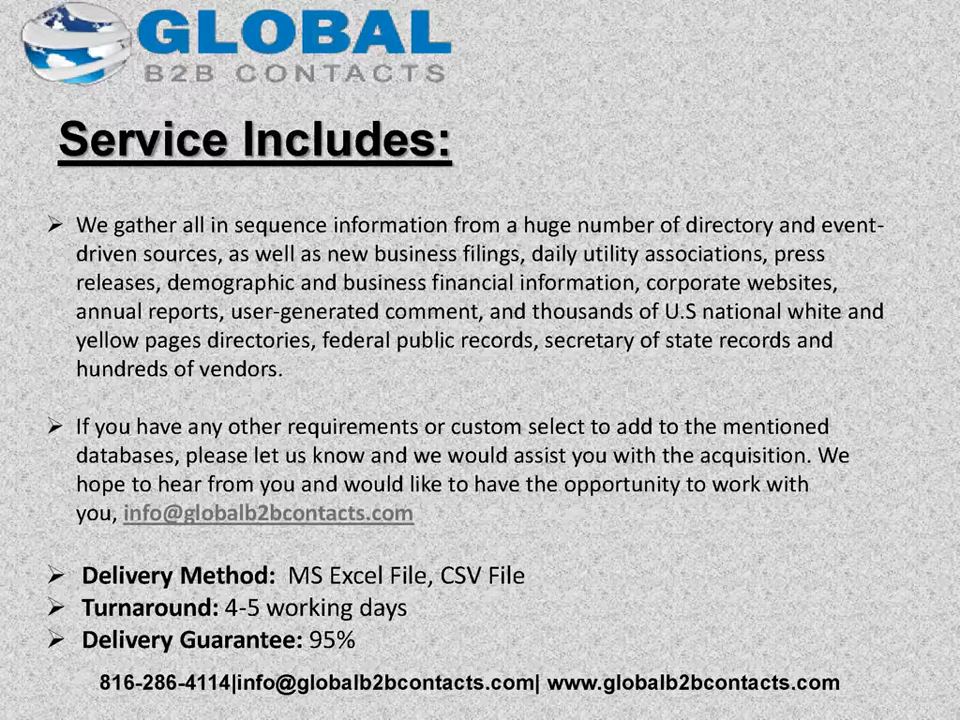 GLOBAL
B2B CONTACTS
Service Includes:
➢ We gather all in sequence information from a huge number of directory and event-
driven sources, as well as new business filings, daily utility associations, press
releases, demographic and business financial information, corporate websites,
annual reports, user-generated comment, and thousands of U.S national white and
yellow pages directories, federal public records, secretary of state records and
hundreds of vendors.
➢ If you have any other requirements or custom select to add to the mentioned
databases, please let us know and we would assist you with the acquisition. We
hope to hear from you and would like to have the opportunity to work with
you, info@globalb2bcontacts.com
➢ Delivery Method: MS Excel File, CSV File
➢ Turnaround: 4-5 working days
➢ Delivery Guarantee: 95%
816-286-4114|info@globalb2bcontacts.com| www.globalb2bcontacts.com